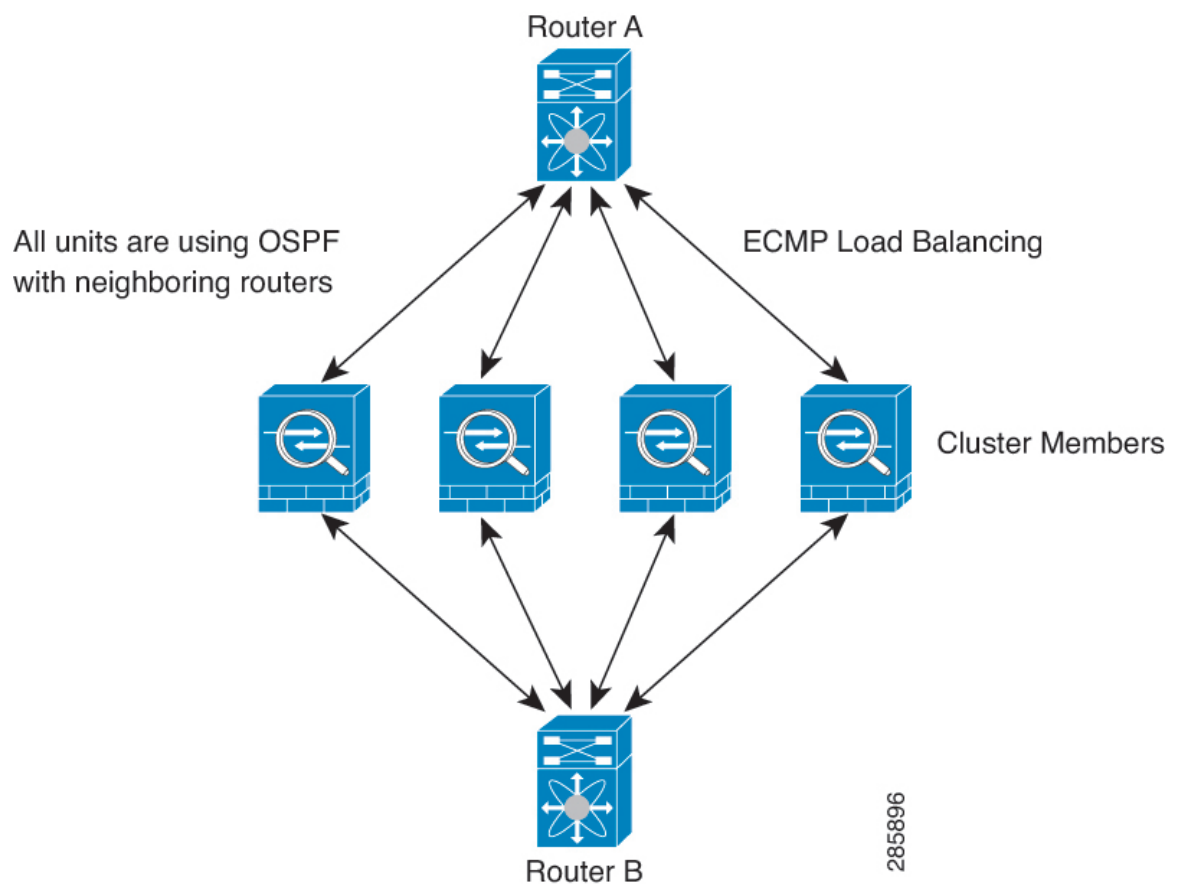 Router A
All units are using OSPF
with neighboring routers
ECMP Load Balancing
Cluster Members
Router B
285896